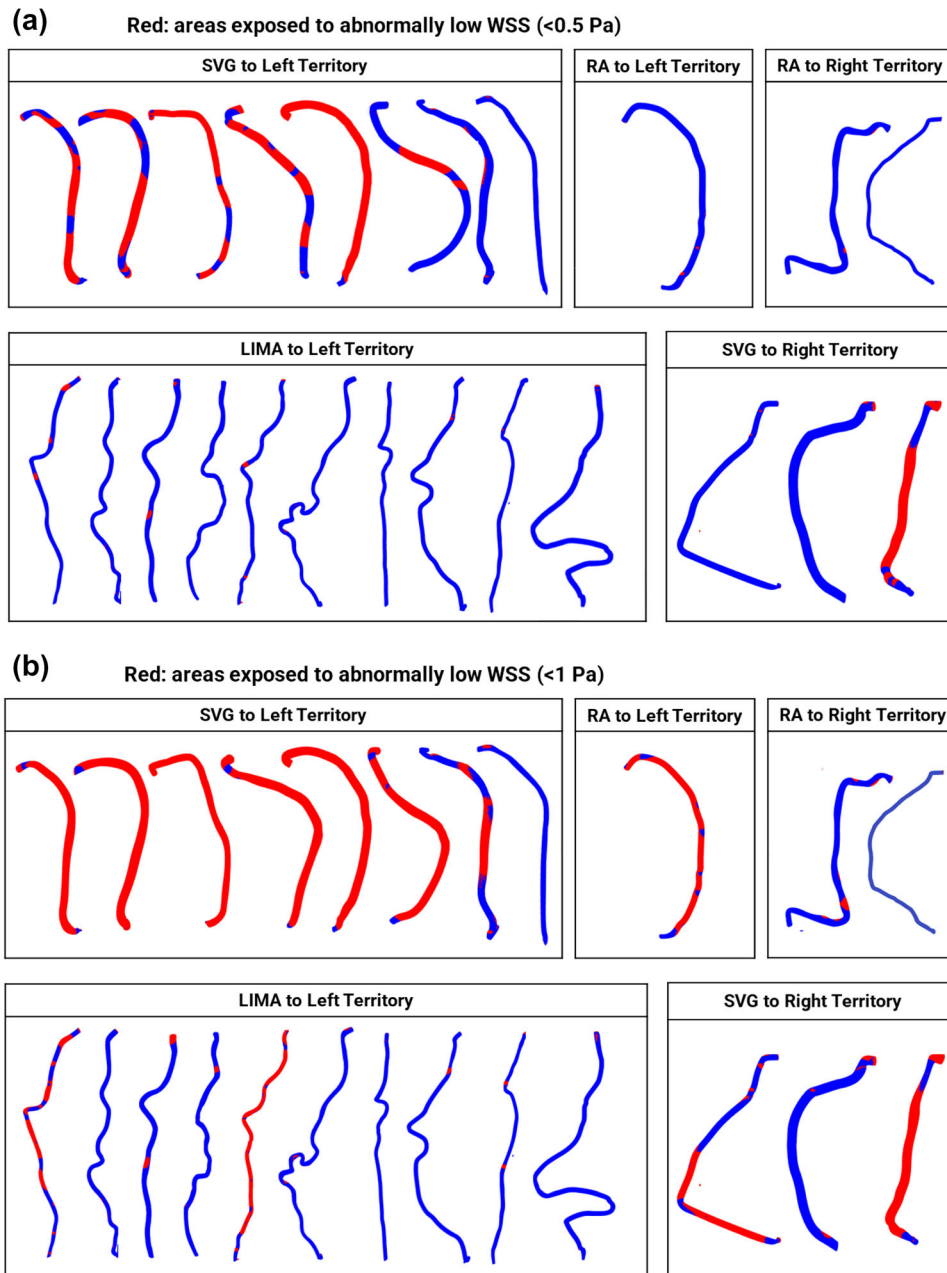 (a)
Red: areas exposed to abnormally low WSS (<0.5 Pa)
SVG to Left Territory
RA to Left Territory
RA to Right Territory
LIMA to Left Territory
SVG to Right Territory
(b)
Red: areas exposed to abnormally low WSS (<1 Pa)
SVG to Left Territory
RA to Left Territory
RA to Right Territory
LIMA to Left Territory
SVG to Right Territory